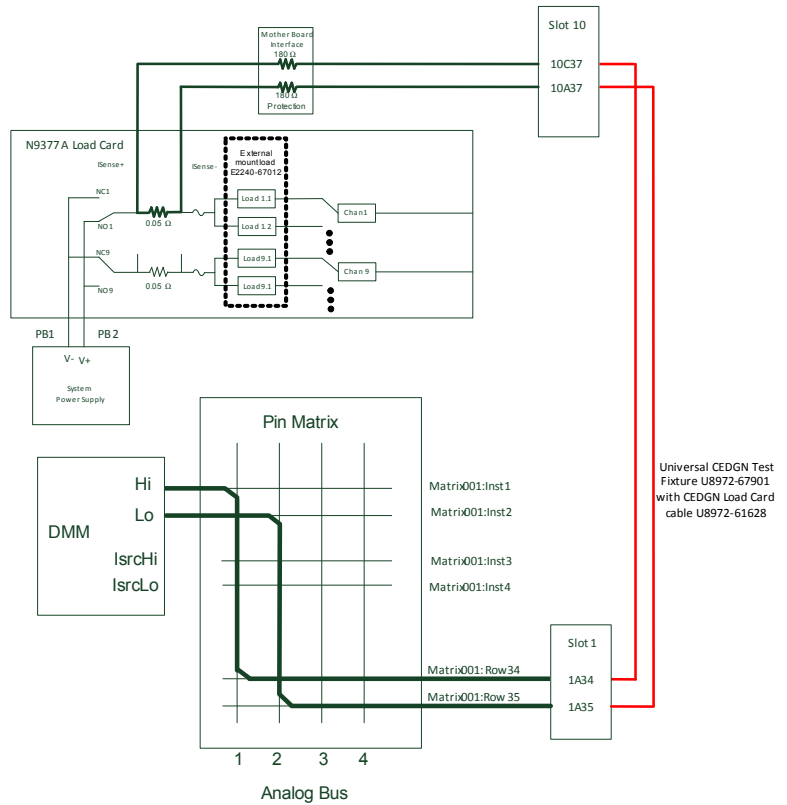 Mother Board
Interface
180 Ω
180 Ω
Protection
Slot 10
10C37
10A37
N9377A Load Card
ISense+
ISense-
External
mount load
E2240-67012
NC1
NO1
0.05 Ω
Load 1.1
Load 1.2
Chan1
NC9
NO9
0.05 Ω
Load9.1
Load9.1
Chan 9
PB1
PB2
V-
V+
System
Power Supply
Pin Matrix
Hi
Lo
DMM
IsrcHi
IsrcLo
Matrix001:Inst1
Matrix001:Inst2
Matrix001:Inst3
Matrix001:Inst4
Universal CEDGN Test
Fixture U8972-67901
with CEDGN Load Card
cable U8972-61628
Slot 1
Matrix001:Row34
1A34
Matrix001:Row 35
1A35
1 2 3 4
Analog Bus